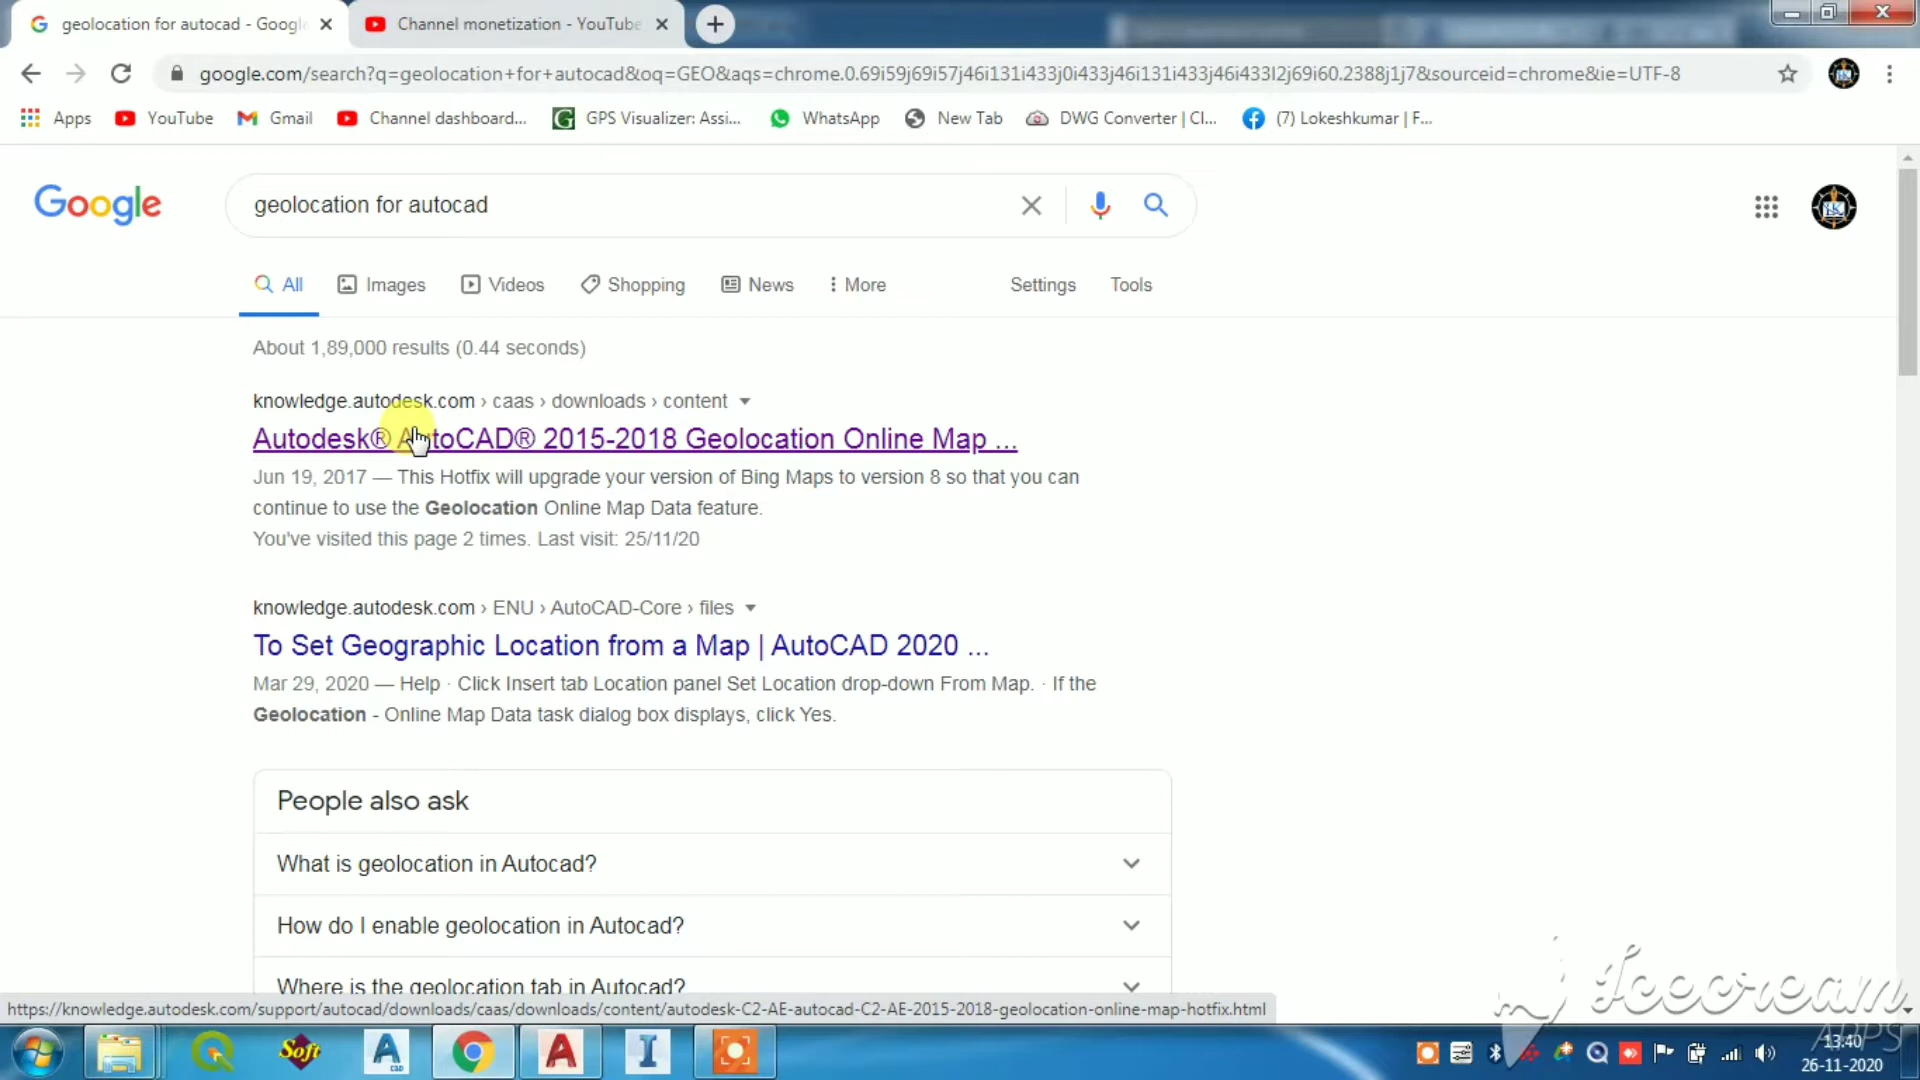 geolocation for autocad - Googl
Channel monetization - YouTube
google.com/search?q=geolocation+for+autocad&oq=GEO&aqs=chrome.0.69i59j69i57j46i131i433j0i433j46i131i433j46i433l2j69i60.2388j1j7&sourceid=chrome&ie=UTF-8
Apps YouTube Gmail Channel dashboard... GPS Visualizer: Assi... WhatsApp New Tab DWG Converter | Cl... (7) Lokeshkumar | F...
Google geolocation for autocad
All Images Videos Shopping News More Settings Tools
About 1,89,000 results (0.44 seconds)
knowledge.autodesk.com › caas › downloads › content
Autodesk® AutoCAD® 2015-2018 Geolocation Online Map ...
Jun 19, 2017 — This Hotfix will upgrade your version of Bing Maps to version 8 so that you can
continue to use the Geolocation Online Map Data feature.
You've visited this page 2 times. Last visit: 25/11/20
knowledge.autodesk.com › ENU › AutoCAD-Core › files
To Set Geographic Location from a Map | AutoCAD 2020 ...
Mar 29, 2020 — Help · Click Insert tab Location panel Set Location drop-down From Map. · If the
Geolocation - Online Map Data task dialog box displays, click Yes.
People also ask
What is geolocation in Autocad?
How do I enable geolocation in Autocad?
Where is the geolocation tab in Autocad?
https://knowledge.autodesk.com/support/autocad/downloads/caas/downloads/content/autodesk-C2-AE-autocad-C2-AE-2015-2018-geolocation-online-map-hotfix.html
Icecream
APPS
Soft
CAD
13:40
26-11-2020